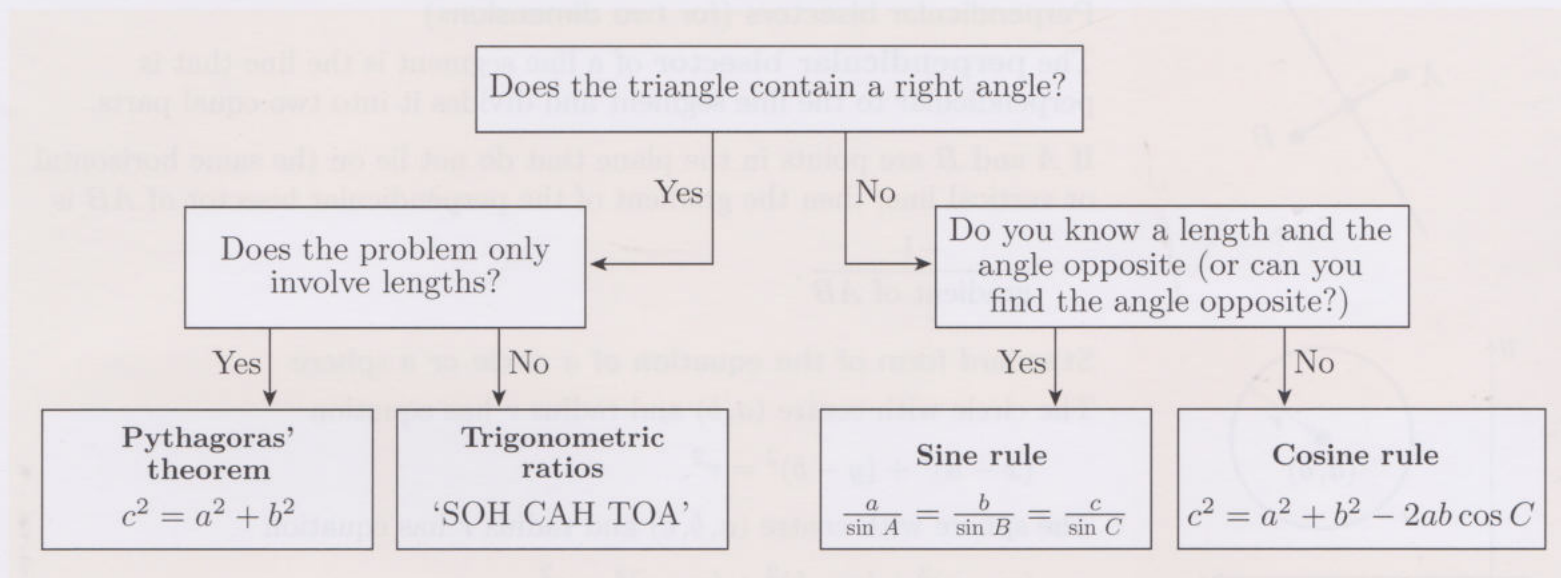 Does the triangle contain a right angle?
Yes
No
Does the problem only
involve lengths?
Do you know a length and the
angle opposite (or can you
find the angle opposite?)
Yes
No
Yes
No
Pythagoras'
theorem
c² = a² + b²
Trigonometric
ratios
‘SOH CAH TOA’
Sine rule
a/sin A = b/sin B = c/sin C
Cosine rule
c² = a² + b² − 2ab cos C